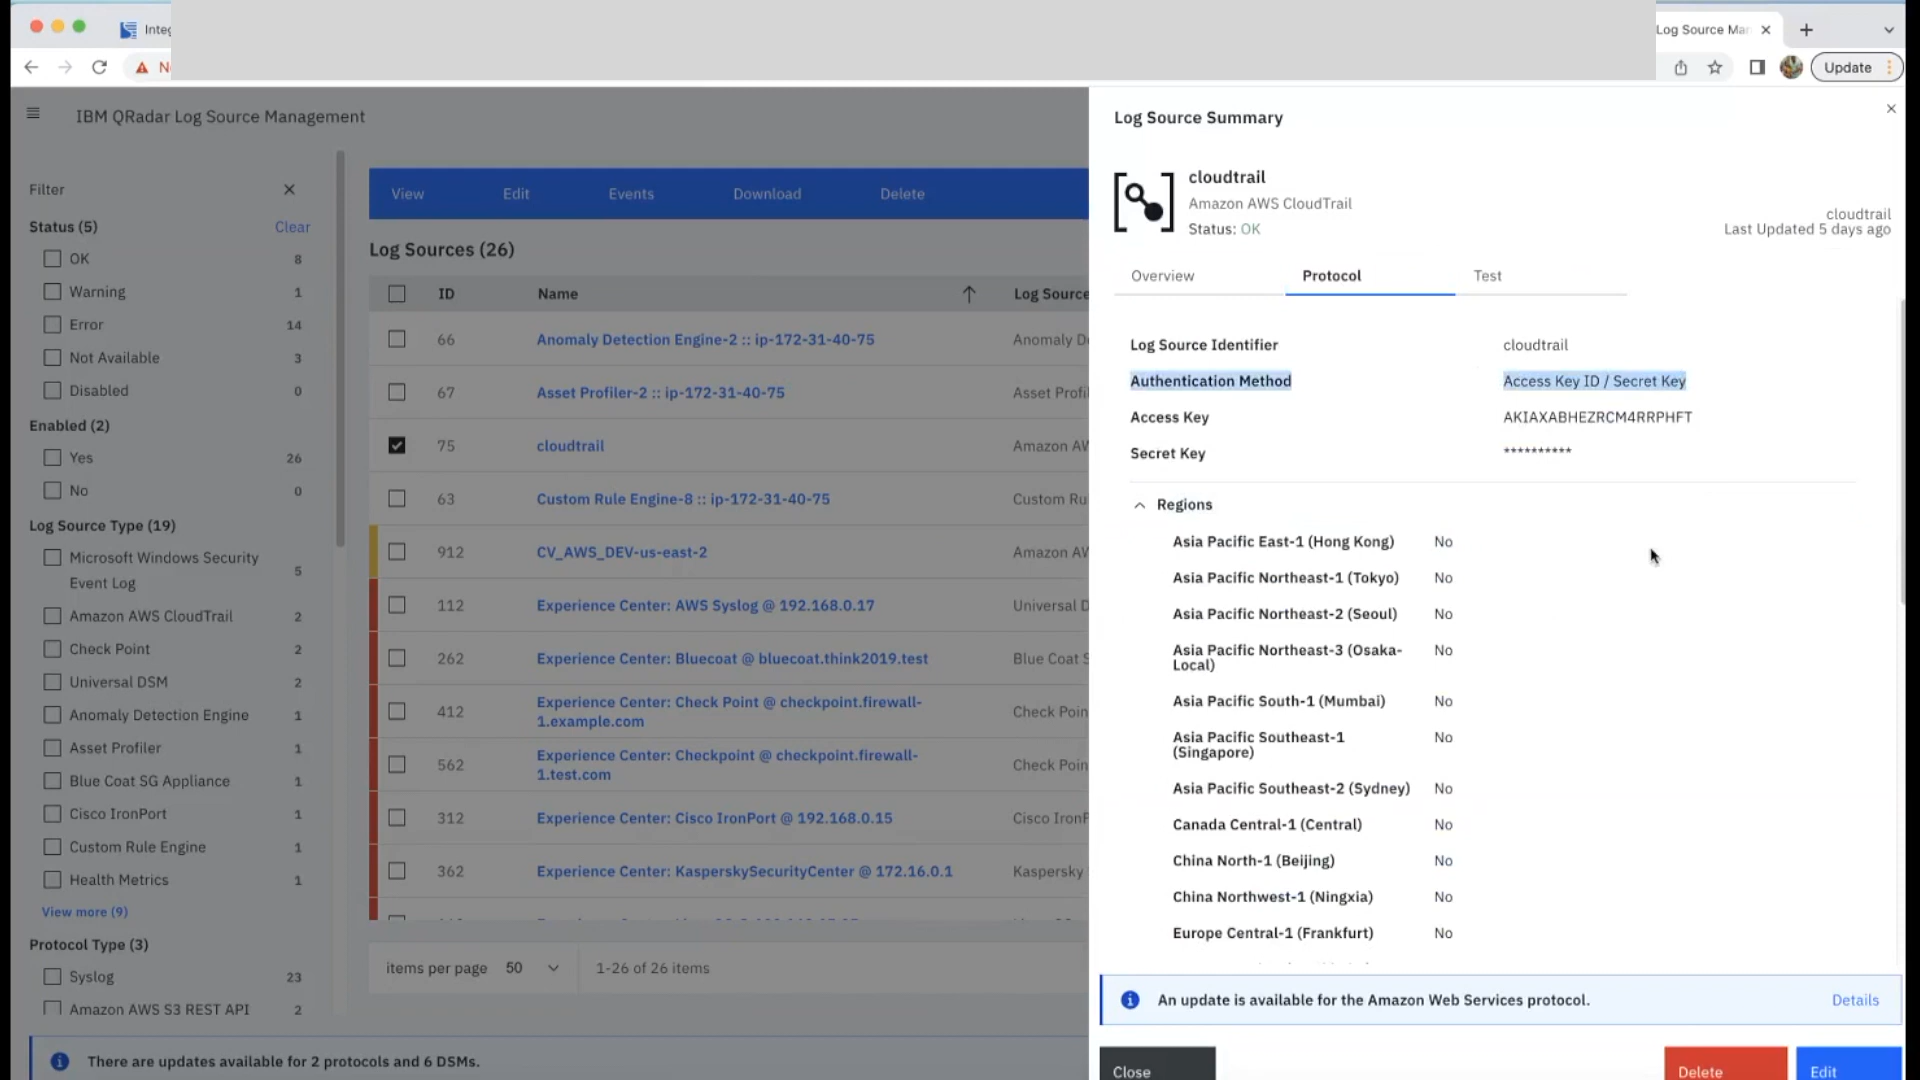 Log Source
Update
IBM QRadar Log Source Management
Filter
Status (5)
Clear
OK 8
Warning 1
Error 14
Not Available 3
Disabled 0
Enabled (2)
Yes 26
No 0
Log Source Type (19)
Microsoft Windows Security
Event Log 5
Amazon AWS CloudTrail 2
Check Point 2
Universal DSM 2
Anomaly Detection Engine 1
Asset Profiler 1
Blue Coat SG Appliance 1
Cisco IronPort 1
Custom Rule Engine 1
Health Metrics 1
View more (9)
Protocol Type (3)
Syslog 23
Amazon AWS S3 REST API 2
There are updates available for 2 protocols and 6 DSMs.
View Edit Events Download Delete
Log Sources (26)
ID Name Log Source
66 Anomaly Detection Engine-2 :: ip-172-31-40-75 Anomaly
67 Asset Profiler-2 :: ip-172-31-40-75 Asset
75 cloudtrail Amazon
63 Custom Rule Engine-8 :: ip-172-31-40-75 Custom
912 CV_AWS_DEV-us-east-2 Amazon
112 Experience Center: AWS Syslog @ 192.168.0.17 Universal
262 Experience Center: Bluecoat @ bluecoat.think2019.test Blue Coat
412 Experience Center: Check Point @ checkpoint.firewall-
1.example.com Check
562 Experience Center: Checkpoint @ checkpoint.firewall-
1.test.com Check
312 Experience Center: Cisco IronPort @ 192.168.0.15 Cisco
362 Experience Center: KasperskySecurityCenter @ 172.16.0.1 Kaspersky
items per page 50 1-26 of 26 items
Log Source Summary
cloudtrail
Amazon AWS CloudTrail
Status: OK
cloudtrail
Last Updated 5 days ago
Overview Protocol Test
Log Source Identifier cloudtrail
Authentication Method Access Key ID / Secret Key
Access Key AKIAXABHEZRCM4RRPHFT
Secret Key **********
Regions
Asia Pacific East-1 (Hong Kong) No
Asia Pacific Northeast-1 (Tokyo) No
Asia Pacific Northeast-2 (Seoul) No
Asia Pacific Northeast-3 (Osaka- No
Local)
Asia Pacific South-1 (Mumbai) No
Asia Pacific Southeast-1 No
(Singapore)
Asia Pacific Southeast-2 (Sydney) No
Canada Central-1 (Central) No
China North-1 (Beijing) No
China Northwest-1 (Ningxia) No
Europe Central-1 (Frankfurt) No
An update is available for the Amazon Web Services protocol. Details
Close Delete Edit